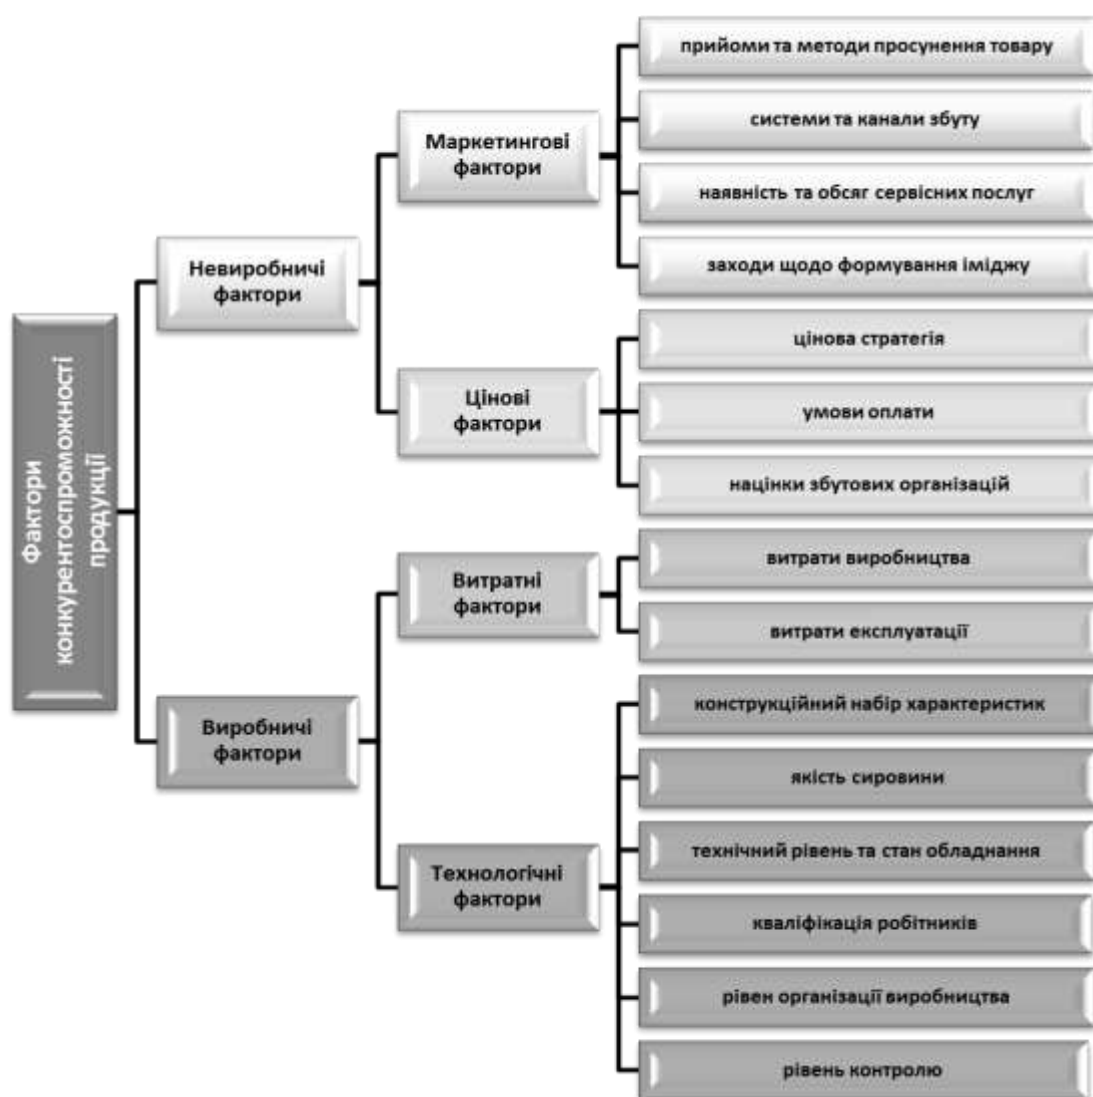 Фактори
конкурентоспроможності
продукції
Невиробничі
фактори
Маркетингові
фактори
прийоми та методи просунення товару
системи та канали збуту
наявність та обсяг сервісних послуг
заходи щодо формування іміджу
Цінові
фактори
цінова стратегія
умови оплати
націнки збутових організацій
Виробничі
фактори
Витратні
фактори
витрати виробництва
витрати експлуатації
Технологічні
фактори
конструкційний набір характеристик
якість сировини
технічний рівень та стан обладнання
кваліфікація робітників
рівен організації виробництва
рівень контролю